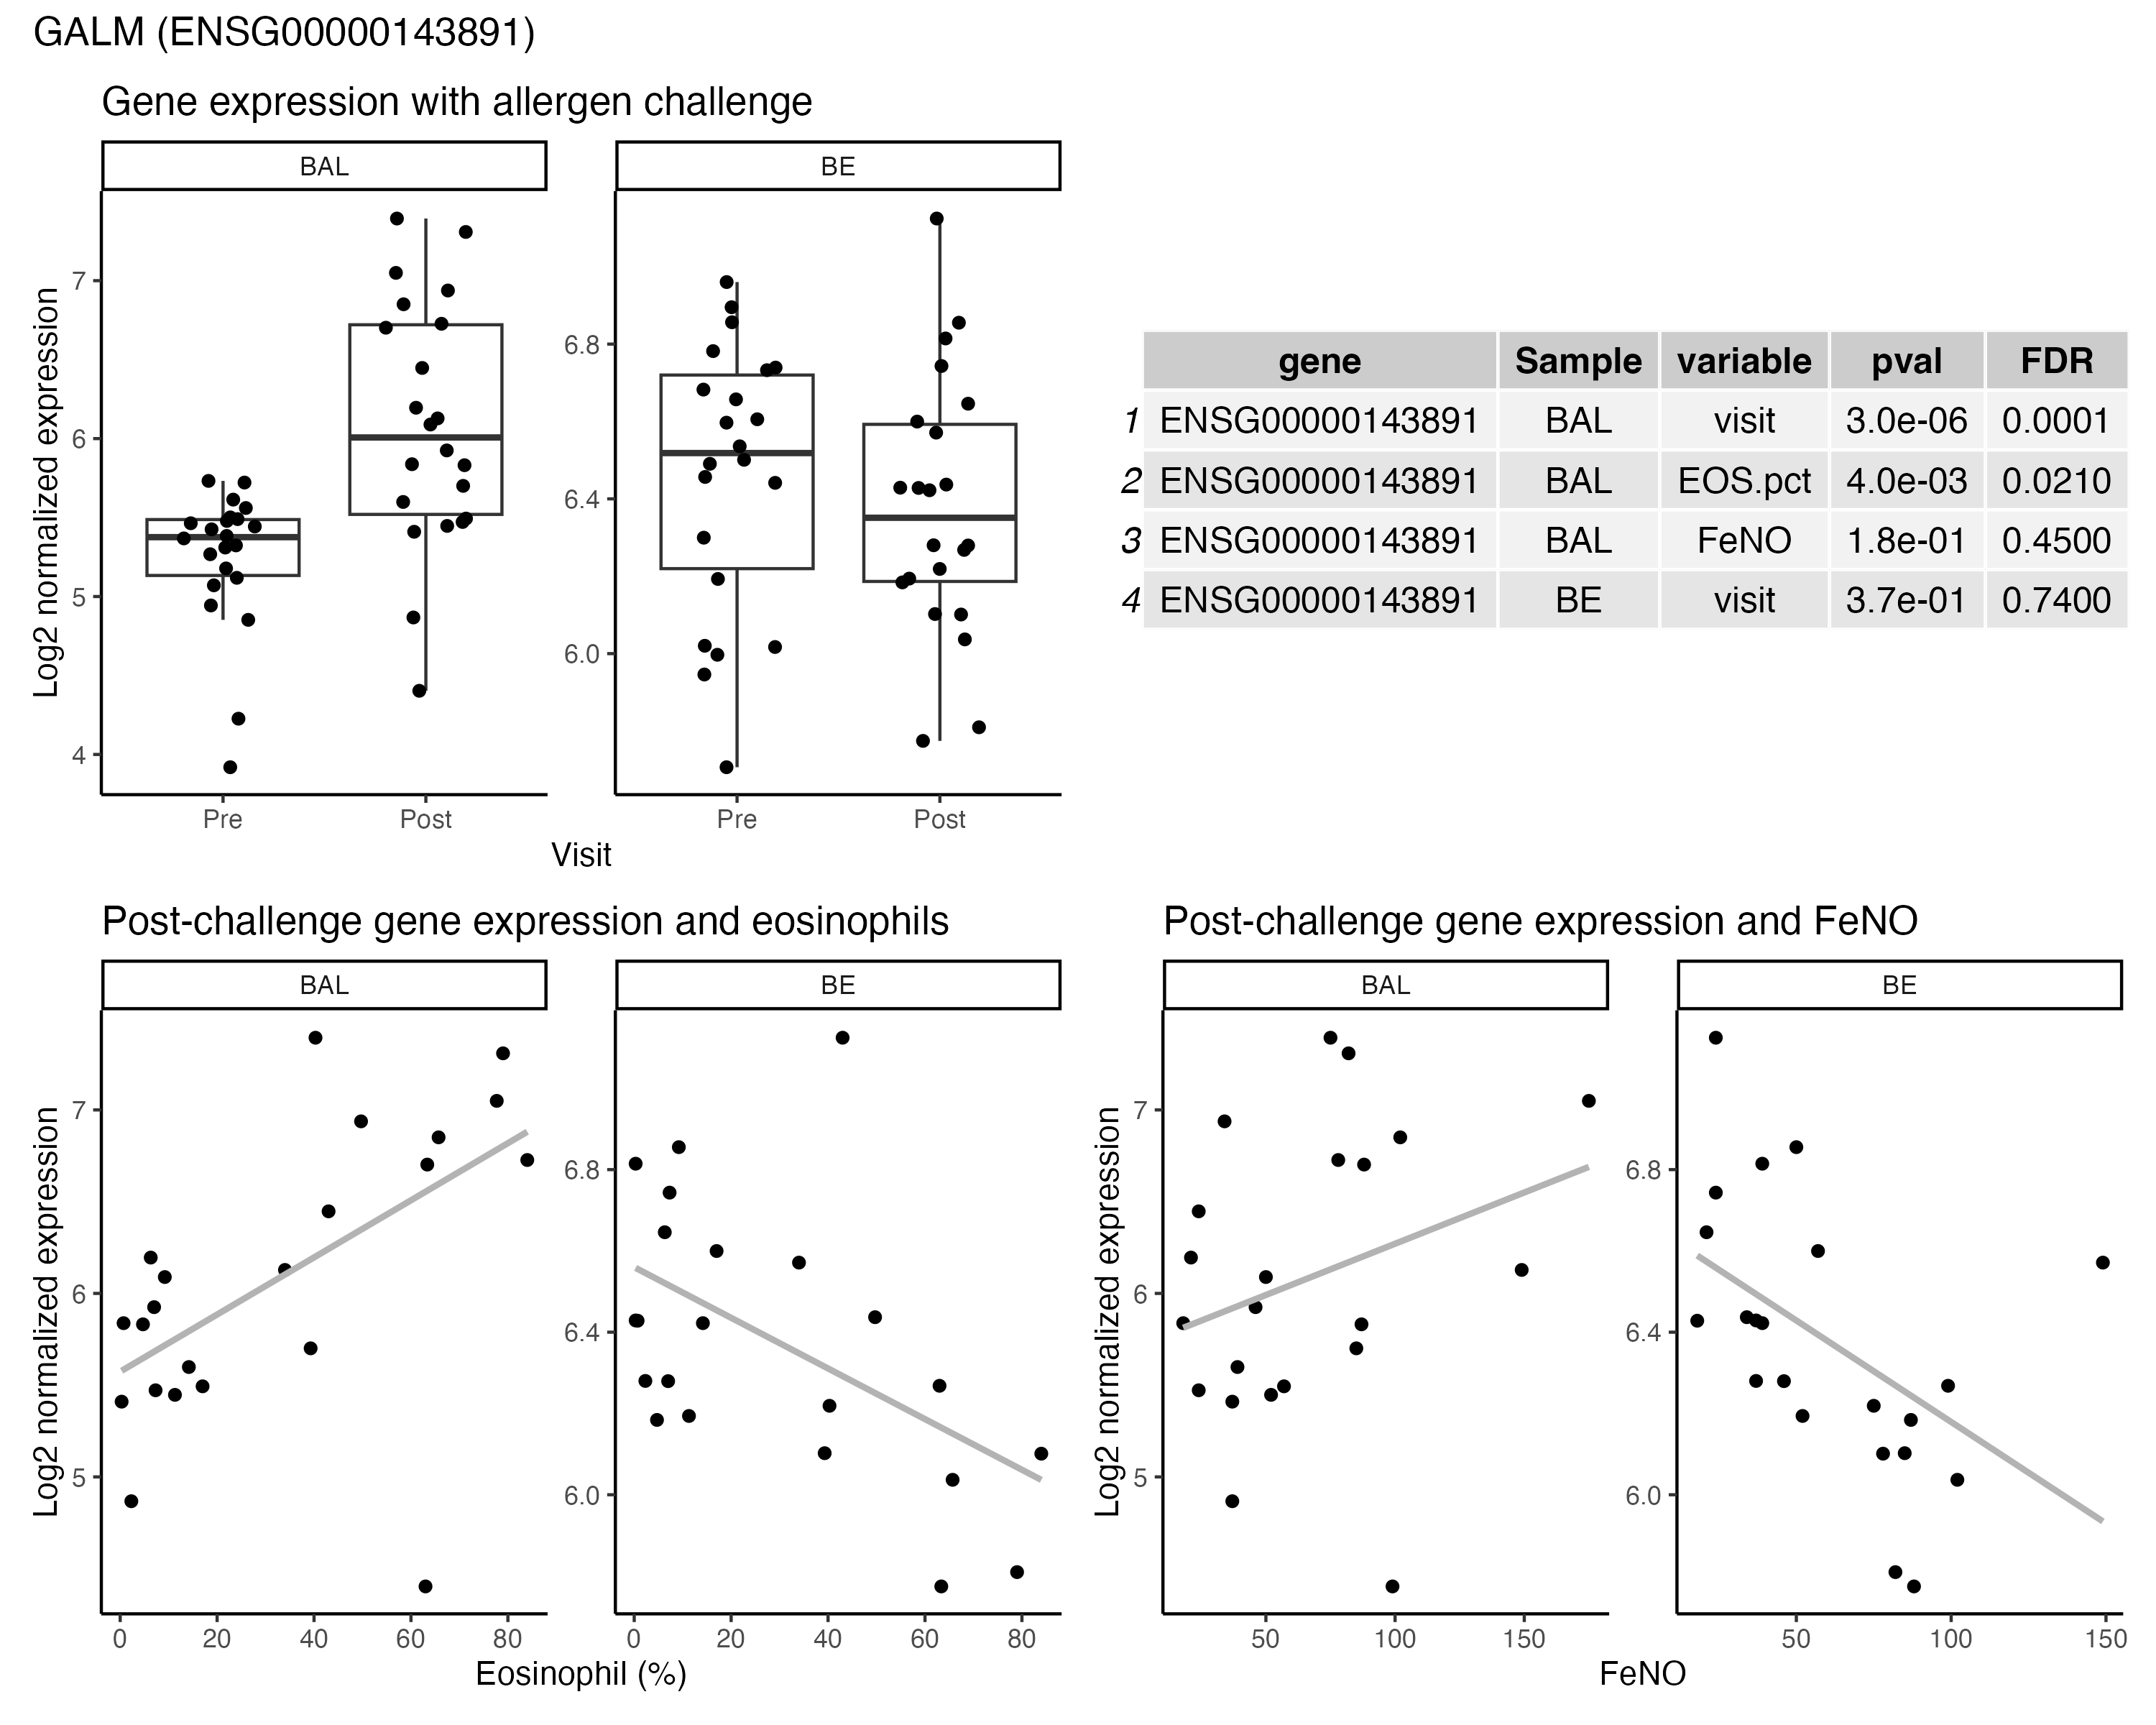 GALM (ENSG00000143891)
Gene expression with allergen challenge
BAL
BE
Log2 normalized expression
7
6
5
4
6.8
6.4
6.0
Pre
Post
Pre
Post
Visit
gene Sample variable pval FDR
1 ENSG00000143891 BAL visit 3.0e-06 0.0001
2 ENSG00000143891 BAL EOS.pct 4.0e-03 0.0210
3 ENSG00000143891 BAL FeNO 1.8e-01 0.4500
4 ENSG00000143891 BE visit 3.7e-01 0.7400
Post-challenge gene expression and eosinophils
BAL
BE
Log2 normalized expression
7
6
5
6.8
6.4
6.0
0 20 40 60 80
0 20 40 60 80
Eosinophil (%)
Post-challenge gene expression and FeNO
BAL
BE
Log2 normalized expression
7
6
5
6.8
6.4
6.0
50 100 150
50 100 150
FeNO